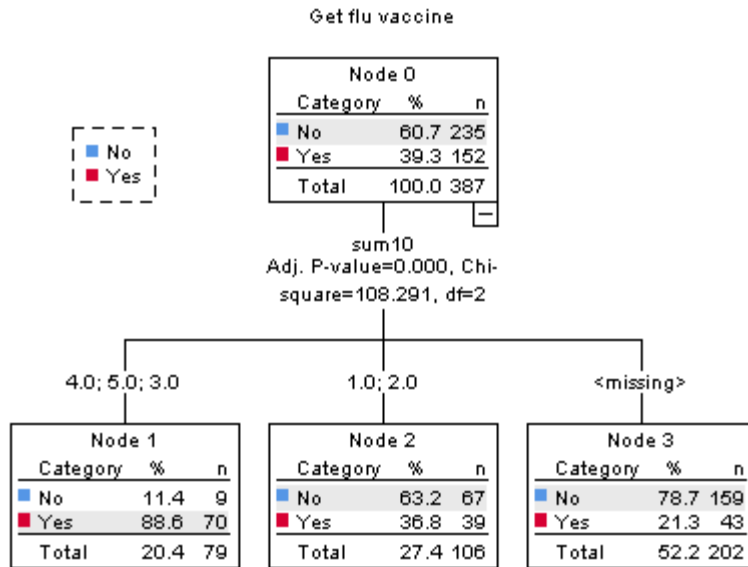 Get flu vaccine
Node 0
Category % n
No 60.7 235
Yes 39.3 152
Total 100.0 387
No
Yes
sum10
Adj. P-value=0.000, Chi-
square=108.291, df=2
4.0; 5.0; 3.0
1.0; 2.0
<missing>
Node 1
Category % n
No 11.4 9
Yes 88.6 70
Total 20.4 79
Node 2
Category % n
No 63.2 67
Yes 36.8 39
Total 27.4 106
Node 3
Category % n
No 78.7 159
Yes 21.3 43
Total 52.2 202